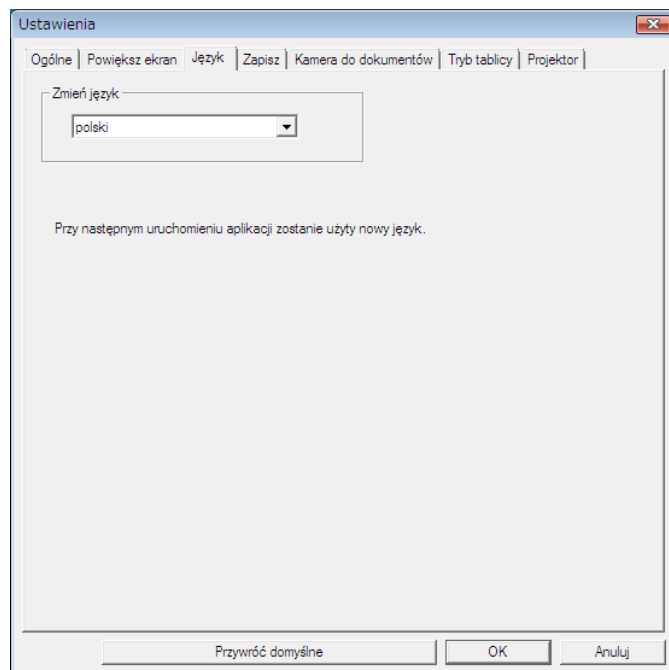 Ustawienia
Ogólne Powiększ ekran Język Zapisz Kamera do dokumentów Tryb tablicy Projektor
Zmień język
polski
Przy następnym uruchomieniu aplikacji zostanie użyty nowy język.
Przywróć domyślne OK Anuluj